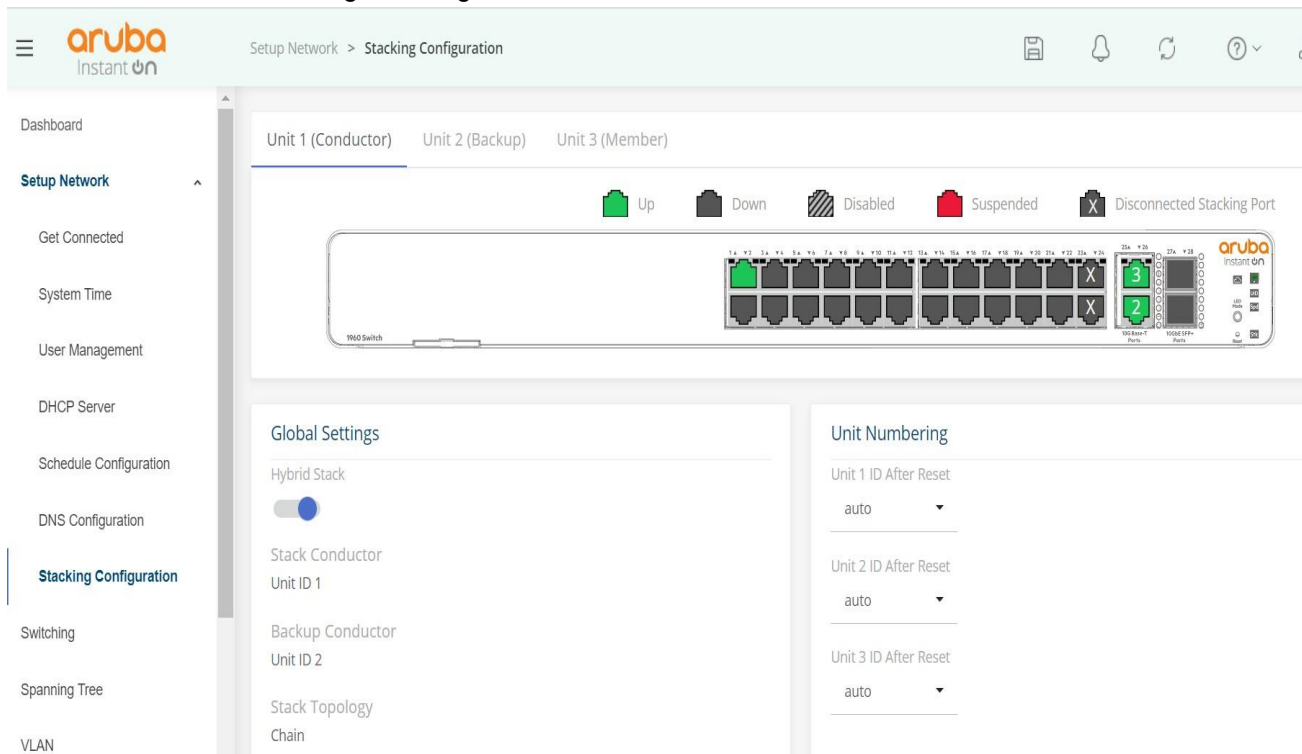 aruba
Instant on
Setup Network > Stacking Configuration
Dashboard
Setup Network
Get Connected
System Time
User Management
DHCP Server
Schedule Configuration
DNS Configuration
Stacking Configuration
Switching
Spanning Tree
VLAN
Unit 1 (Conductor) Unit 2 (Backup) Unit 3 (Member)
Up Down Disabled Suspended X Disconnected Stacking Port
X 3
X 2
1960 Switch
aruba
Instant on
Global Settings
Hybrid Stack
Stack Conductor
Unit ID 1
Backup Conductor
Unit ID 2
Stack Topology
Chain
Unit Numbering
Unit 1 ID After Reset
auto
Unit 2 ID After Reset
auto
Unit 3 ID After Reset
auto